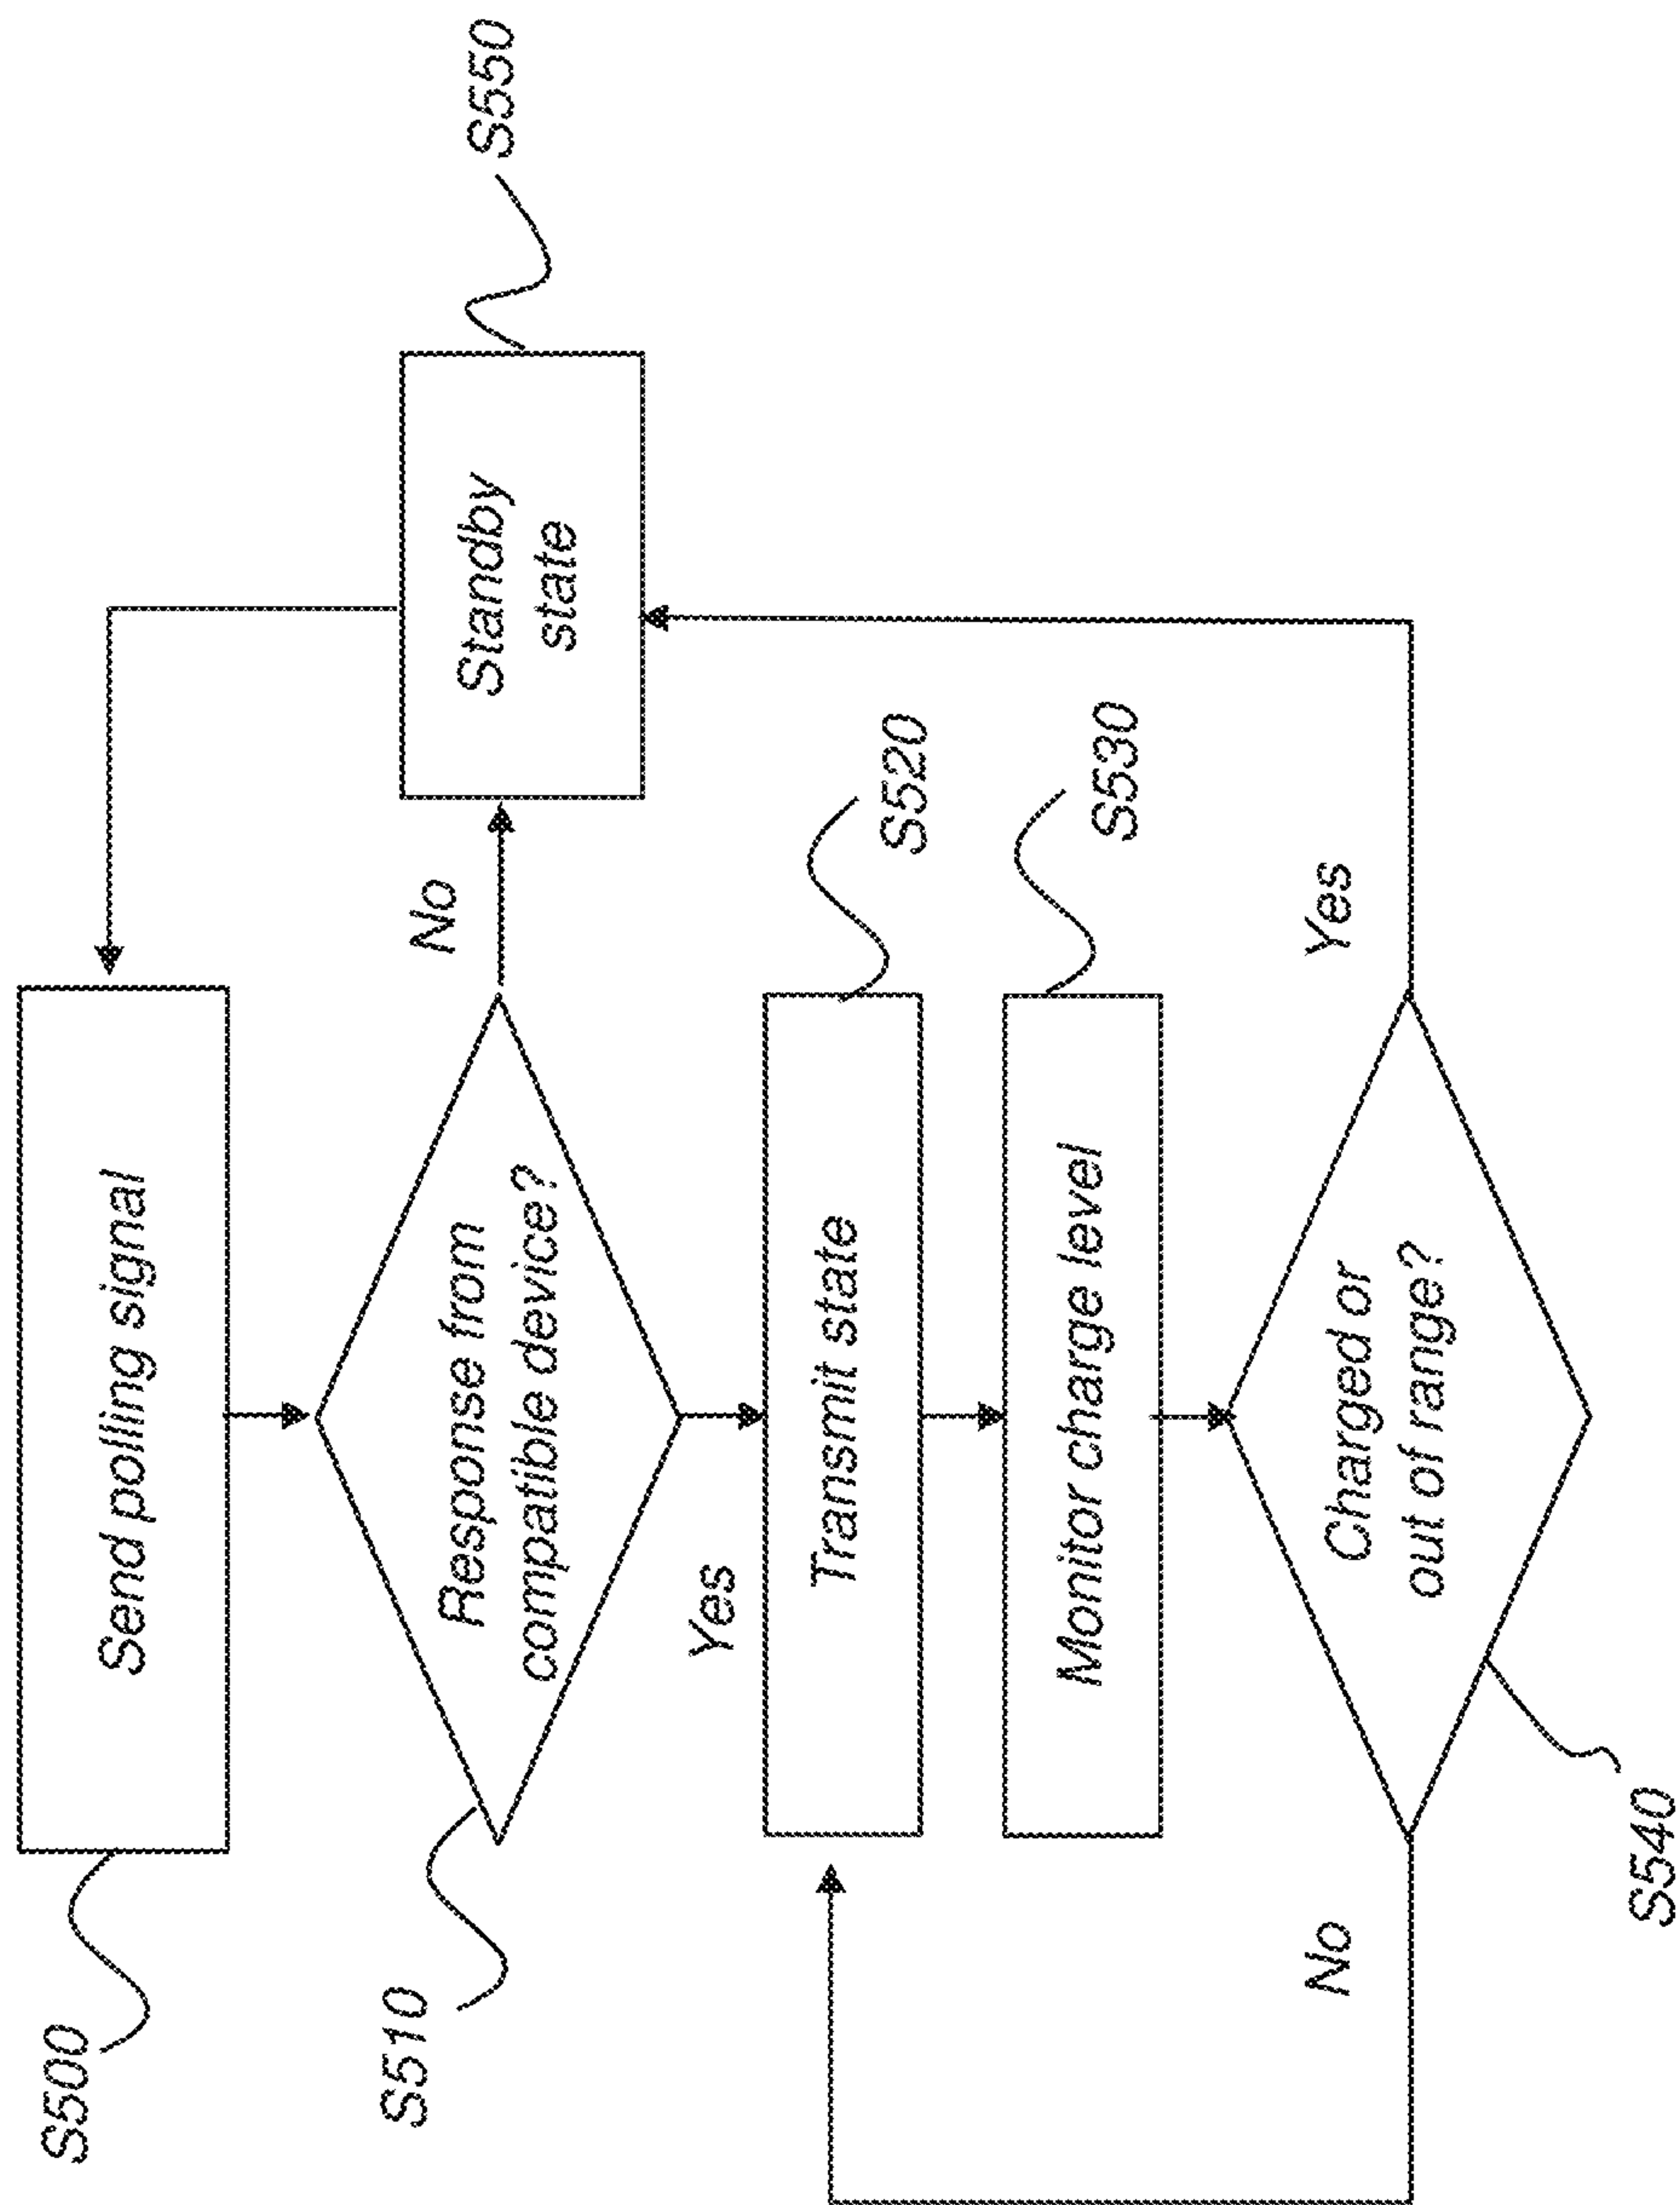 S500
Send polling signal
S510
Response from
compatible device?
No
Standby
state
S550
Yes
Transmit state
S520
Monitor charge level
S530
Charged or
out of range?
No
Yes
S540